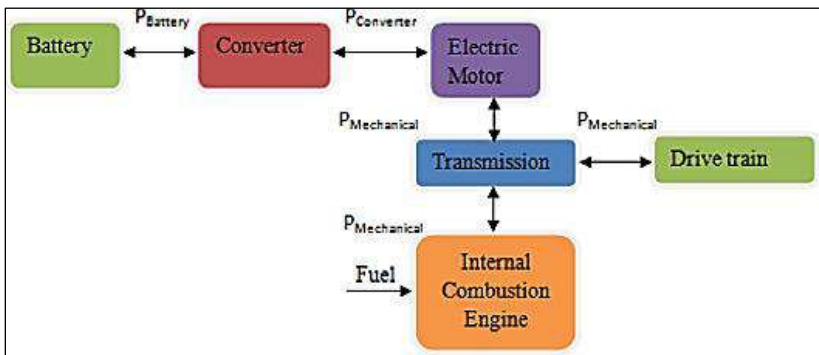 PBattery
PConverter
Battery
Converter
Electric
Motor
PMechanical
PMechanical
Transmission
Drive train
PMechanical
Fuel
Internal
Combustion
Engine